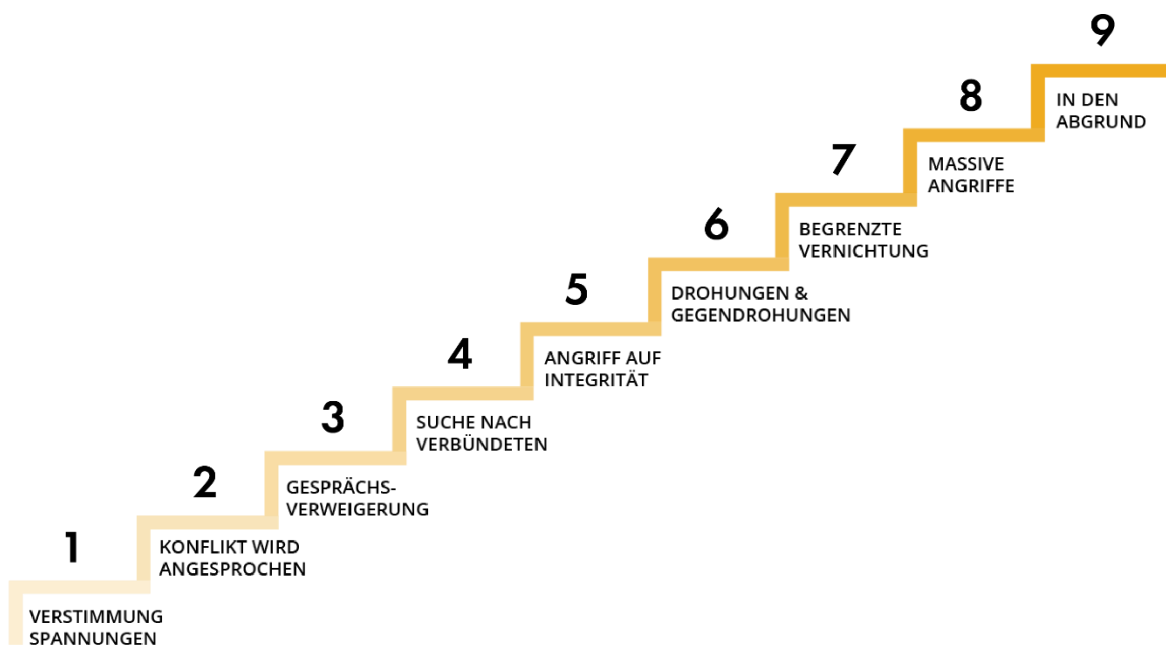 1
VERSTIMMUNG
SPANNUNGEN
2
KONFLIKT WIRD
ANGESPROCHEN
3
GESPRÄCHS-
VERWEIGERUNG
4
SUCHE NACH
VERBÜNDETEN
5
ANGRIFF AUF
INTEGRITÄT
6
DROHUNGEN &
GEGENDROHUNGEN
7
BEGRENZTE
VERNICHTUNG
8
MASSIVE
ANGRIFFE
9
IN DEN
ABGRUND